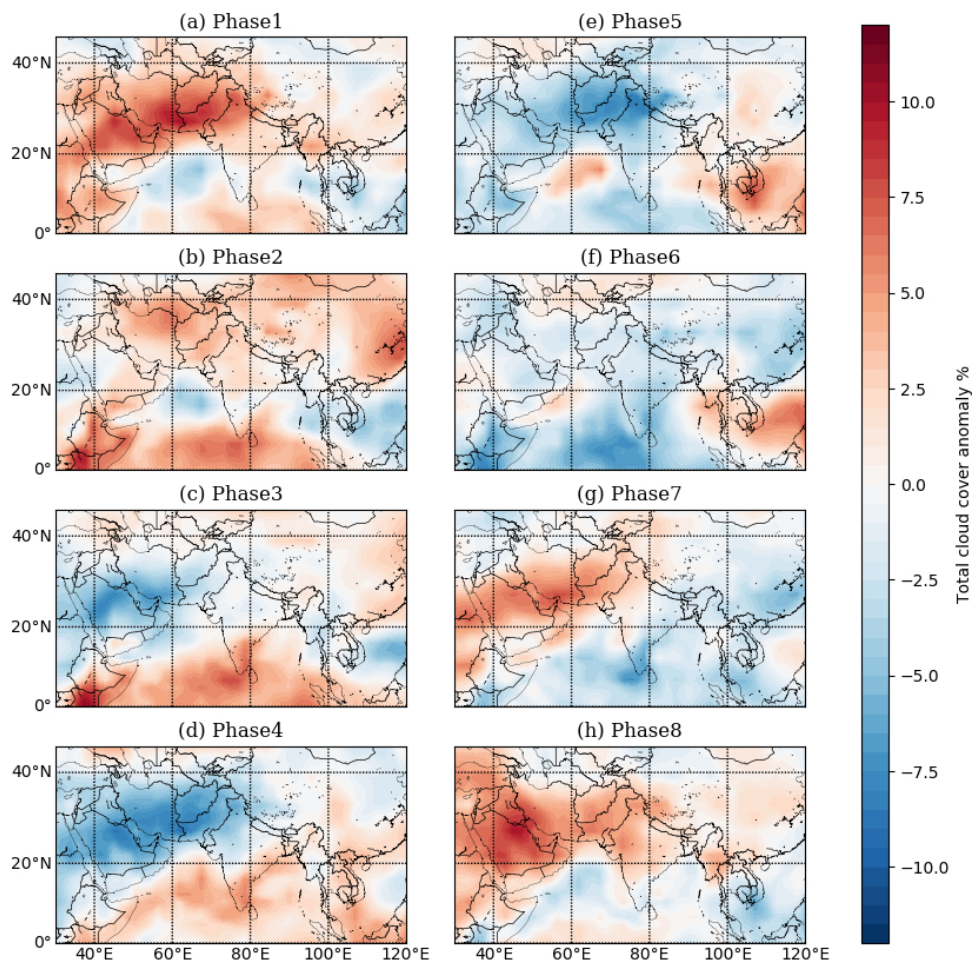 (a) Phase1
40°N
20°N
0°
(b) Phase2
40°N
20°N
0°
(c) Phase3
40°N
20°N
0°
(d) Phase4
40°N
20°N
0°
40°E
60°E
80°E
100°E
120°E
(e) Phase5
(f) Phase6
(g) Phase7
(h) Phase8
40°E
60°E
80°E
100°E
120°E
10.0
7.5
5.0
2.5
0.0
−2.5
−5.0
−7.5
−10.0
Total cloud cover anomaly %